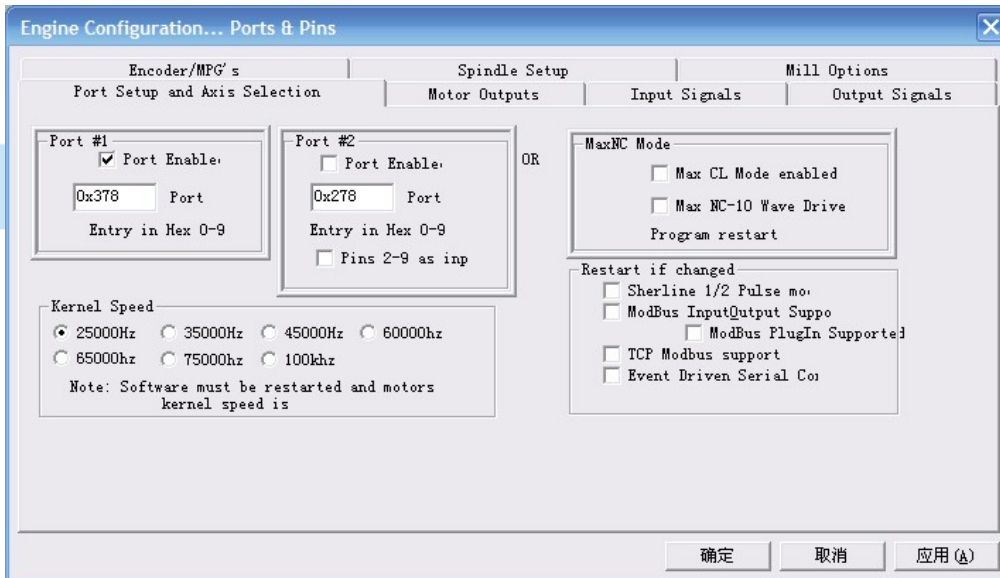 Engine Configuration... Ports & Pins
Encoder/MPG's
Spindle Setup
Mill Options
Port Setup and Axis Selection
Motor Outputs
Input Signals
Output Signals
Port #1
Port Enable
0x378 Port
Entry in Hex 0-9
Port #2
Port Enable
0x278 Port
Entry in Hex 0-9
Pins 2-9 as inp
OR
MaxNC Mode
Max CL Mode enabled
Max NC-10 Wave Drive
Program restart
Restart if changed
Sherline 1/2 Pulse mo
ModBus InputOutput Suppo
ModBus PlugIn Supported
TCP Modbus support
Event Driven Serial Co
Kernel Speed
25000Hz 35000Hz 45000Hz 60000hz
65000hz 75000hz 100khz
Note: Software must be restarted and motors
kernel speed is
确定
取消
应用(A)